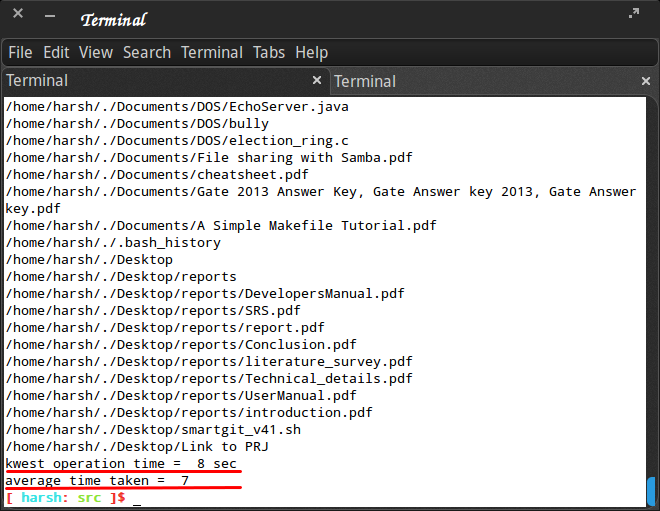 Terminal
File Edit View Search Terminal Tabs Help
Terminal Terminal
/home/harsh/./Documents/DOS/EchoServer.java
/home/harsh/./Documents/DOS/bully
/home/harsh/./Documents/DOS/election_ring.c
/home/harsh/./Documents/File sharing with Samba.pdf
/home/harsh/./Documents/cheatsheet.pdf
/home/harsh/./Documents/Gate 2013 Answer Key, Gate Answer key 2013, Gate Answer
key.pdf
/home/harsh/./Documents/A Simple Makefile Tutorial.pdf
/home/harsh/./.bash_history
/home/harsh/./Desktop
/home/harsh/./Desktop/reports
/home/harsh/./Desktop/reports/DevelopersManual.pdf
/home/harsh/./Desktop/reports/SRS.pdf
/home/harsh/./Desktop/reports/report.pdf
/home/harsh/./Desktop/reports/Conclusion.pdf
/home/harsh/./Desktop/reports/literature_survey.pdf
/home/harsh/./Desktop/reports/Technical_details.pdf
/home/harsh/./Desktop/reports/UserManual.pdf
/home/harsh/./Desktop/reports/introduction.pdf
/home/harsh/./Desktop/smartgit_v41.sh
/home/harsh/./Desktop/Link to PRJ
kwest operation time =  8 sec
average time taken =  7
[ harsh: src ]$ _